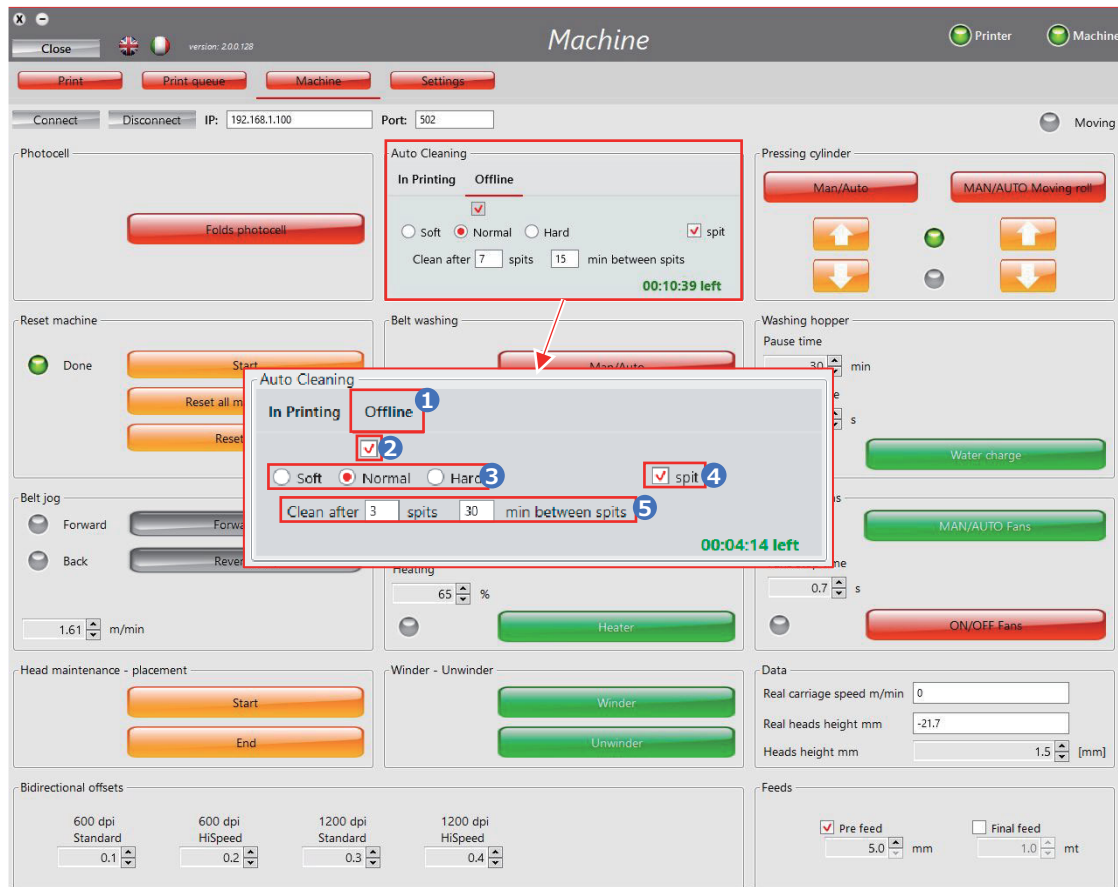 X −
Close version: 2.0.0.128 Machine Printer Machine
Print Print queue Machine Settings
Connect Disconnect IP: 192.168.1.100 Port: 502 Moving
Photocell
Folds photocell
Auto Cleaning
In Printing Offline
Soft Normal Hard spit
Clean after 7 spits 15 min between spits
00:10:39 left
Pressing cylinder
Man/Auto MAN/AUTO Moving roll
Reset machine
Done Start
Reset all m
Reset
Belt washing
Man/Auto
Washing hopper
Pause time
30 min
e
s
Water charge
Auto Cleaning
In Printing Offline 1
2
Soft Normal Hard 3 spit 4
Clean after 3 spits 30 min between spits 5
00:04:14 left
Belt jog
Forward Forwa
Back Rever
1.61 m/min
Heating
65 %
Heater
ns
MAN/AUTO Fans
me
0.7 s
ON/OFF Fans
Head maintenance - placement
Start
End
Winder - Unwinder
Winder
Unwinder
Data
Real carriage speed m/min 0
Real heads height mm -21.7
Heads height mm 1.5 [mm]
Bidirectional offsets
600 dpi 600 dpi 1200 dpi 1200 dpi
Standard HiSpeed Standard HiSpeed
0.1 0.2 0.3 0.4
Feeds
Pre feed Final feed
5.0 mm 1.0 mt